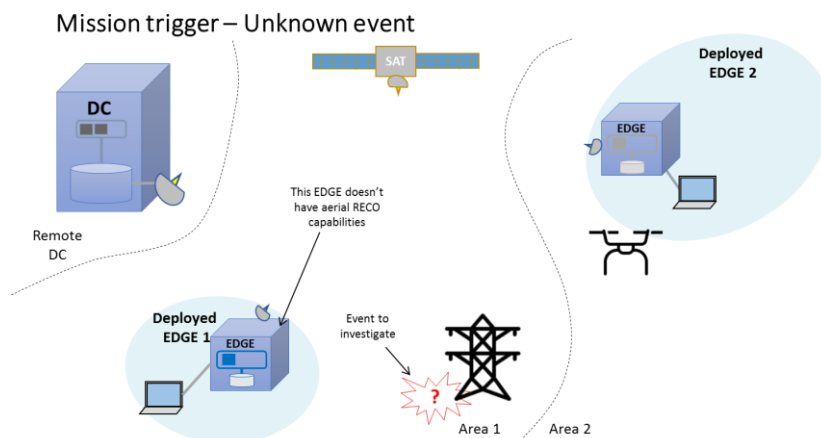 Mission trigger – Unknown event
SAT
Deployed
EDGE 2
DC
EDGE
This EDGE doesn't
have aerial RECO
capabilities
Remote
DC
Deployed
EDGE 1
EDGE
Event to
investigate
?
Area 1
Area 2